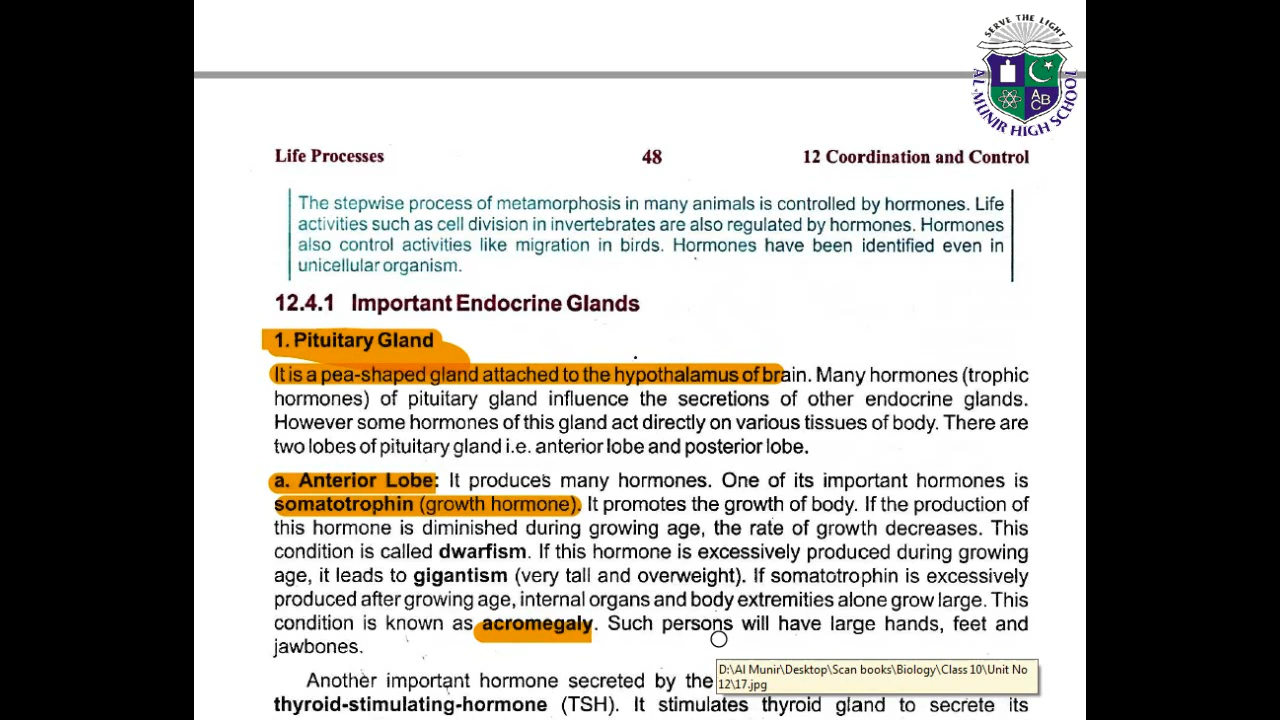 SERVE THE LIGHT
AL-MUNIR HIGH SCHOOL
A
B
C
Life Processes 48 12 Coordination and Control
The stepwise process of metamorphosis in many animals is controlled by hormones. Life
activities such as cell division in invertebrates are also regulated by hormones. Hormones
also control activities like migration in birds. Hormones have been identified even in
unicellular organism.
12.4.1 Important Endocrine Glands
1. Pituitary Gland
It is a pea-shaped gland attached to the hypothalamus of brain. Many hormones (trophic
hormones) of pituitary gland influence the secretions of other endocrine glands.
However some hormones of this gland act directly on various tissues of body. There are
two lobes of pituitary gland i.e. anterior lobe and posterior lobe.
a. Anterior Lobe: It produces many hormones. One of its important hormones is
somatotrophin (growth hormone). It promotes the growth of body. If the production of
this hormone is diminished during growing age, the rate of growth decreases. This
condition is called dwarfism. If this hormone is excessively produced during growing
age, it leads to gigantism (very tall and overweight). If somatotrophin is excessively
produced after growing age, internal organs and body extremities alone grow large. This
condition is known as acromegaly. Such persons will have large hands, feet and
jawbones.
Another important hormone secreted by the
thyroid-stimulating-hormone (TSH). It stimulates thyroid gland to secrete its
D:\Al Munir\Desktop\Scan books\Biology\Class 10\Unit No
12\17.jpg